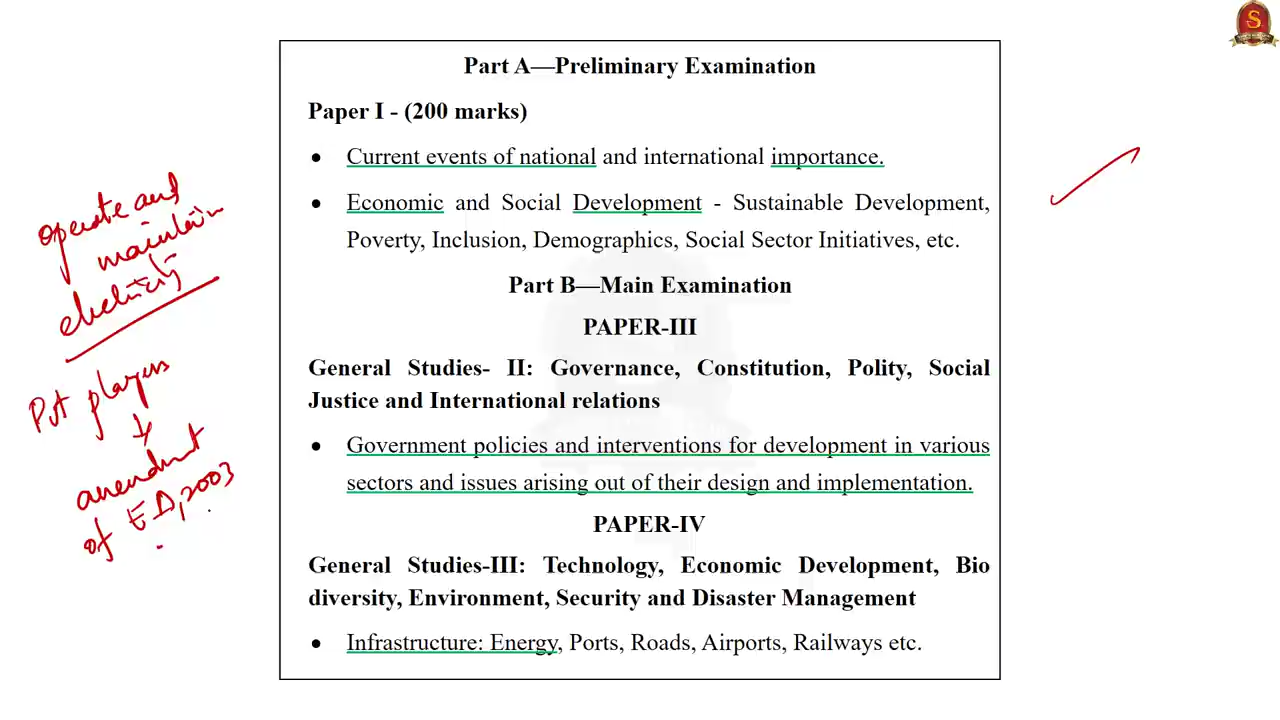 S
Part A—Preliminary Examination
Paper I - (200 marks)
• Current events of national and international importance.
• Economic and Social Development - Sustainable Development,
Poverty, Inclusion, Demographics, Social Sector Initiatives, etc.
Part B—Main Examination
PAPER-III
General Studies- II: Governance, Constitution, Polity, Social
Justice and International relations
• Government policies and interventions for development in various
sectors and issues arising out of their design and implementation.
PAPER-IV
General Studies-III: Technology, Economic Development, Bio
diversity, Environment, Security and Disaster Management
• Infrastructure: Energy, Ports, Roads, Airports, Railways etc.
operate and
maintain
electricity
Pvt players
of
2003